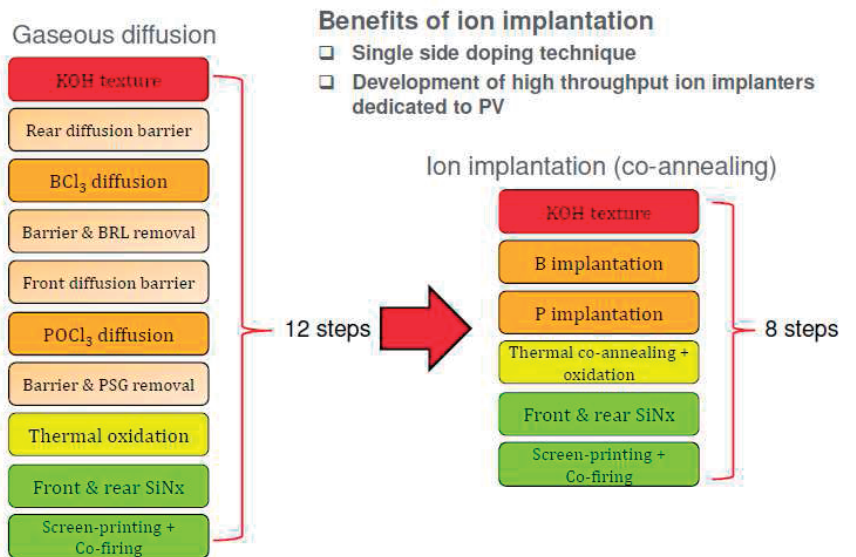 Gaseous diffusion
KOH texture
Rear diffusion barrier
BCl₃ diffusion
Barrier & BRL removal
Front diffusion barrier
POCl₃ diffusion
Barrier & PSG removal
Thermal oxidation
Front & rear SiNx
Screen-printing +
Co-firing
12 steps
Benefits of ion implantation
❑ Single side doping technique
❑ Development of high throughput ion implanters
dedicated to PV
Ion implantation (co-annealing)
KOH texture
B implantation
P implantation
Thermal co-annealing +
oxidation
Front & rear SiNx
Screen-printing +
Co-firing
8 steps